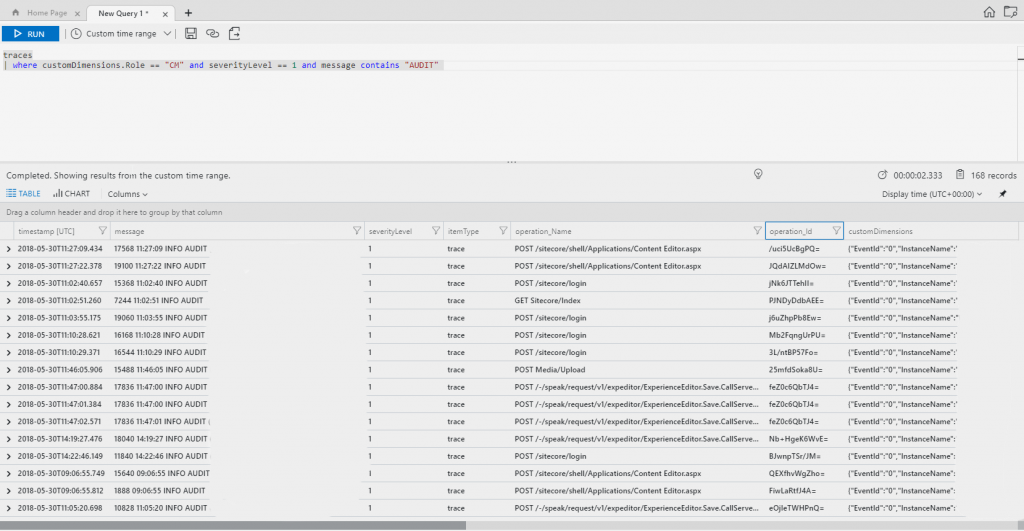 Home Page × New Query 1 * × +
RUN Custom time range
traces
| where customDimensions.Role == "CM" and severityLevel == 1 and message contains "AUDIT"
...
Completed. Showing results from the custom time range. 00:00:02.333 168 records
TABLE CHART Columns Display time (UTC+00:00)
Drag a column header and drop it here to group by that column
timestamp [UTC] message severityLevel itemType operation_Name operation_Id customDimensions
2018-05-30T11:27:09.434 17568 11:27:09 INFO AUDIT 1 trace POST /sitecore/shell/Applications/Content Editor.aspx /uci5UcBgPQ= {"EventId":"0","InstanceName":"
2018-05-30T11:27:22.378 19100 11:27:22 INFO AUDIT 1 trace POST /sitecore/shell/Applications/Content Editor.aspx JQdAIZLMdOw= {"EventId":"0","InstanceName":"
2018-05-30T11:02:40.657 15368 11:02:40 INFO AUDIT 1 trace POST /sitecore/login jNk6JTTehII= {"EventId":"0","InstanceName":"
2018-05-30T11:02:51.260 7244 11:02:51 INFO AUDIT 1 trace GET Sitecore/Index PJNDyDdbAEE= {"EventId":"0","InstanceName":"
2018-05-30T11:03:55.175 19060 11:03:55 INFO AUDIT 1 trace POST /sitecore/login j6uZhpPb8Ew= {"EventId":"0","InstanceName":"
2018-05-30T11:10:28.621 16168 11:10:28 INFO AUDIT 1 trace POST /sitecore/login Mb2FqngUrPU= {"EventId":"0","InstanceName":"
2018-05-30T11:10:29.371 16544 11:10:29 INFO AUDIT 1 trace POST /sitecore/login 3L/ntBP57Fo= {"EventId":"0","InstanceName":"
2018-05-30T11:46:05.906 15488 11:46:05 INFO AUDIT 1 trace POST Media/Upload 25mfdSoka8U= {"EventId":"0","InstanceName":"
2018-05-30T11:47:00.884 17836 11:47:00 INFO AUDIT 1 trace POST /-/speak/request/v1/expeditor/ExperienceEditor.Save.CallServe... feZ0c6QbTJ4= {"EventId":"0","InstanceName":"
2018-05-30T11:47:01.384 17836 11:47:00 INFO AUDIT 1 trace POST /-/speak/request/v1/expeditor/ExperienceEditor.Save.CallServe... feZ0c6QbTJ4= {"EventId":"0","InstanceName":"
2018-05-30T11:47:02.571 17836 11:47:01 INFO AUDIT 1 trace POST /-/speak/request/v1/expeditor/ExperienceEditor.Save.CallServe... feZ0c6QbTJ4= {"EventId":"0","InstanceName":"
2018-05-30T14:19:27.476 18040 14:19:27 INFO AUDIT 1 trace POST /-/speak/request/v1/expeditor/ExperienceEditor.Save.CallServe... Nb+HgeK6WvE= {"EventId":"0","InstanceName":"
2018-05-30T14:22:46.149 11840 14:22:46 INFO AUDIT 1 trace POST /sitecore/login BJwnpTSr/JM= {"EventId":"0","InstanceName":
2018-05-30T09:06:55.749 15640 09:06:55 INFO AUDIT 1 trace POST /sitecore/shell/Applications/Content Editor.aspx QEXfhvWgZho= {"EventId":"0","InstanceName":
2018-05-30T09:06:55.812 1888 09:06:55 INFO AUDIT 1 trace POST /sitecore/shell/Applications/Content Editor.aspx FiwLaRtfJ4A= {"EventId":"0","InstanceName":
2018-05-30T11:05:20.698 10828 11:05:20 INFO AUDIT 1 trace POST /-/speak/request/v1/expeditor/ExperienceEditor.Save.CallServe... eOjIeTWHPnQ= {"EventId":"0","InstanceName":